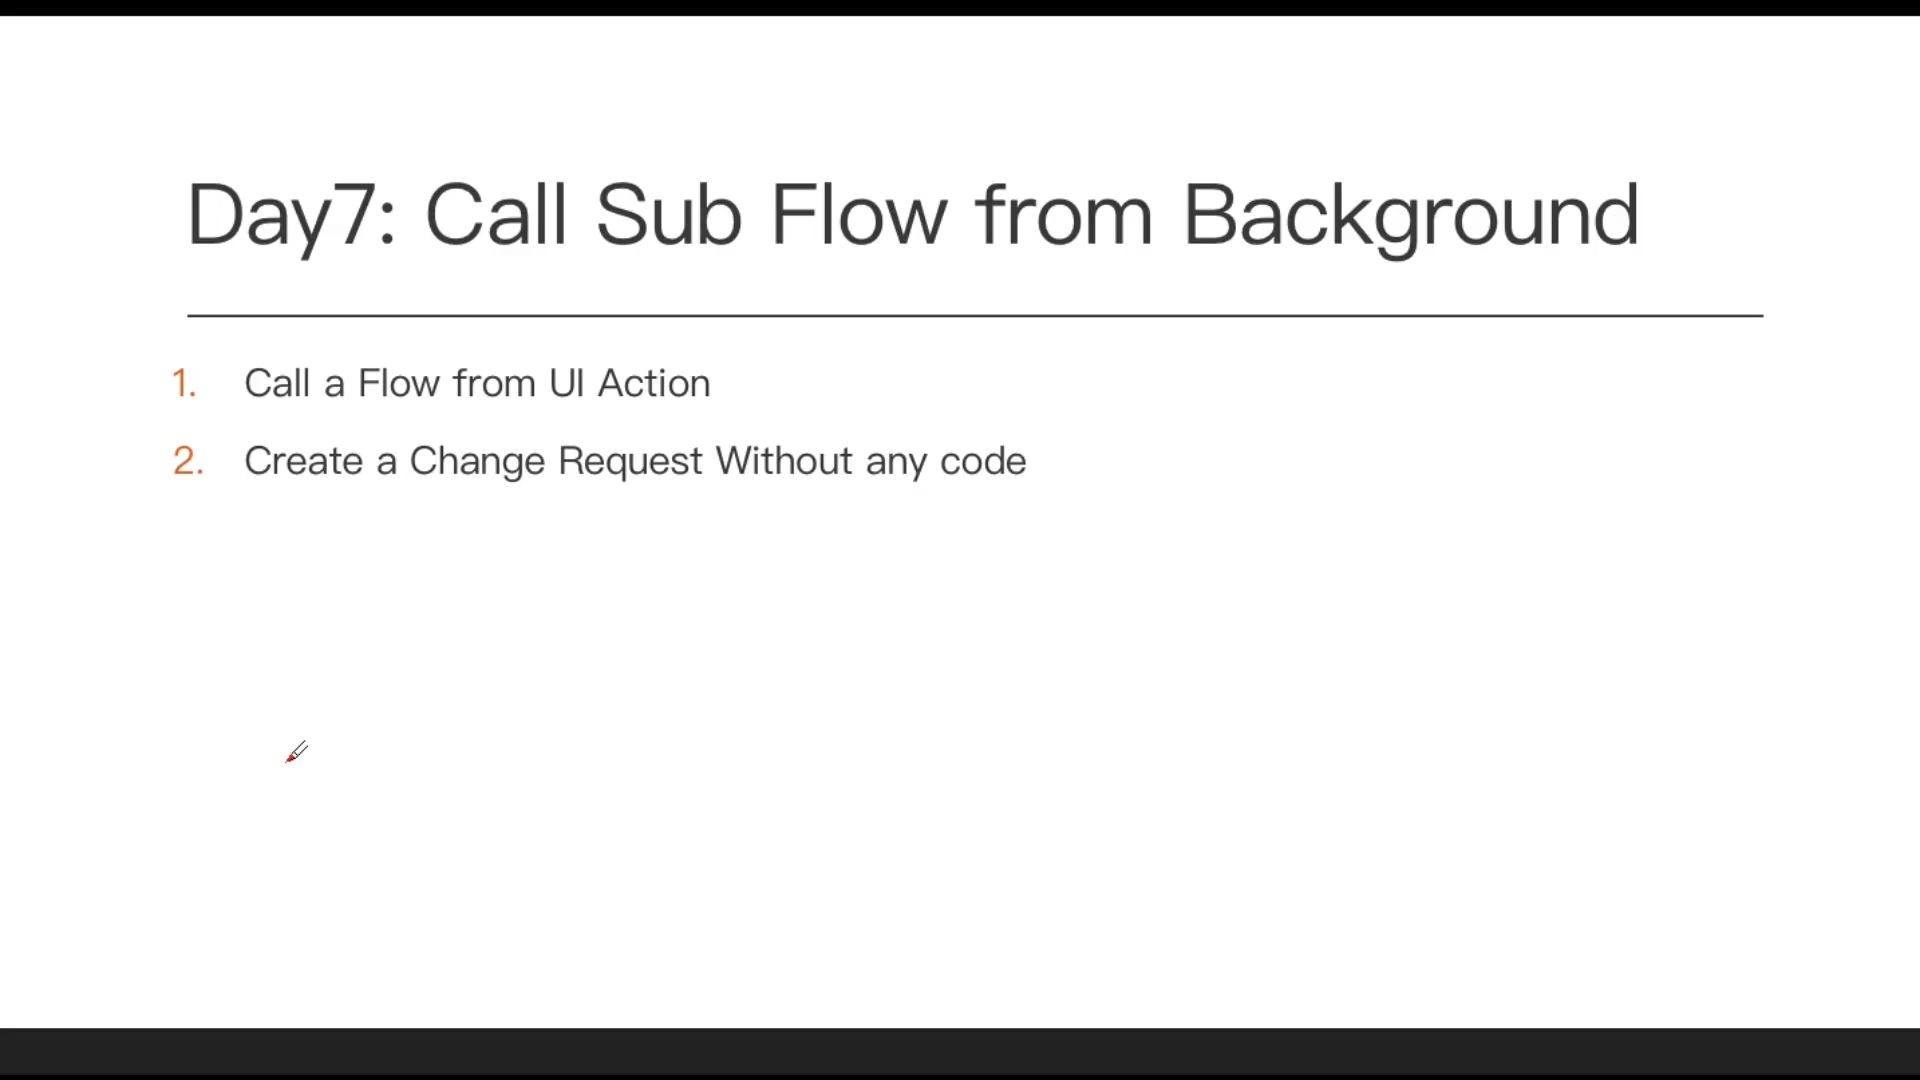 Day7: Call Sub Flow from Background
1. Call a Flow from UI Action
2. Create a Change Request Without any code